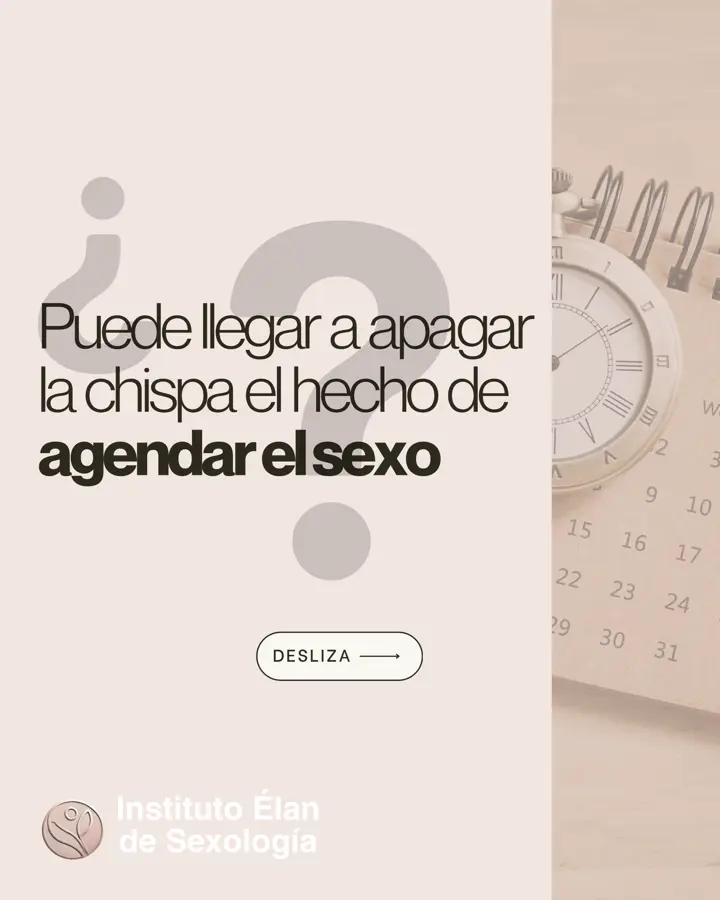 ¿ ?
Puede llegar a apagar
la chispa el hecho de
agendar el sexo
DESLIZA
Instituto Élan
de Sexología
9 10
15 16 17
22 23 24
29 30 31